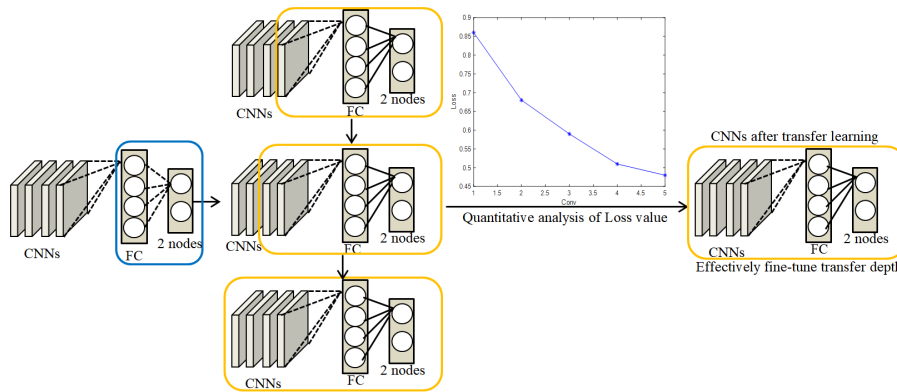 CNNs
FC
2 nodes
CNNs
FC
2 nodes
CNNs
FC
2 nodes
CNNs
FC
2 nodes
0.9
0.85
0.8
0.75
0.7
0.65
0.6
0.55
0.5
0.45
Loss
1 1.5 2 2.5 3 3.5 4 4.5 5
Conv
Quantitative analysis of Loss value
CNNs after transfer learning
CNNs
FC
2 nodes
Effectively fine-tune transfer depth